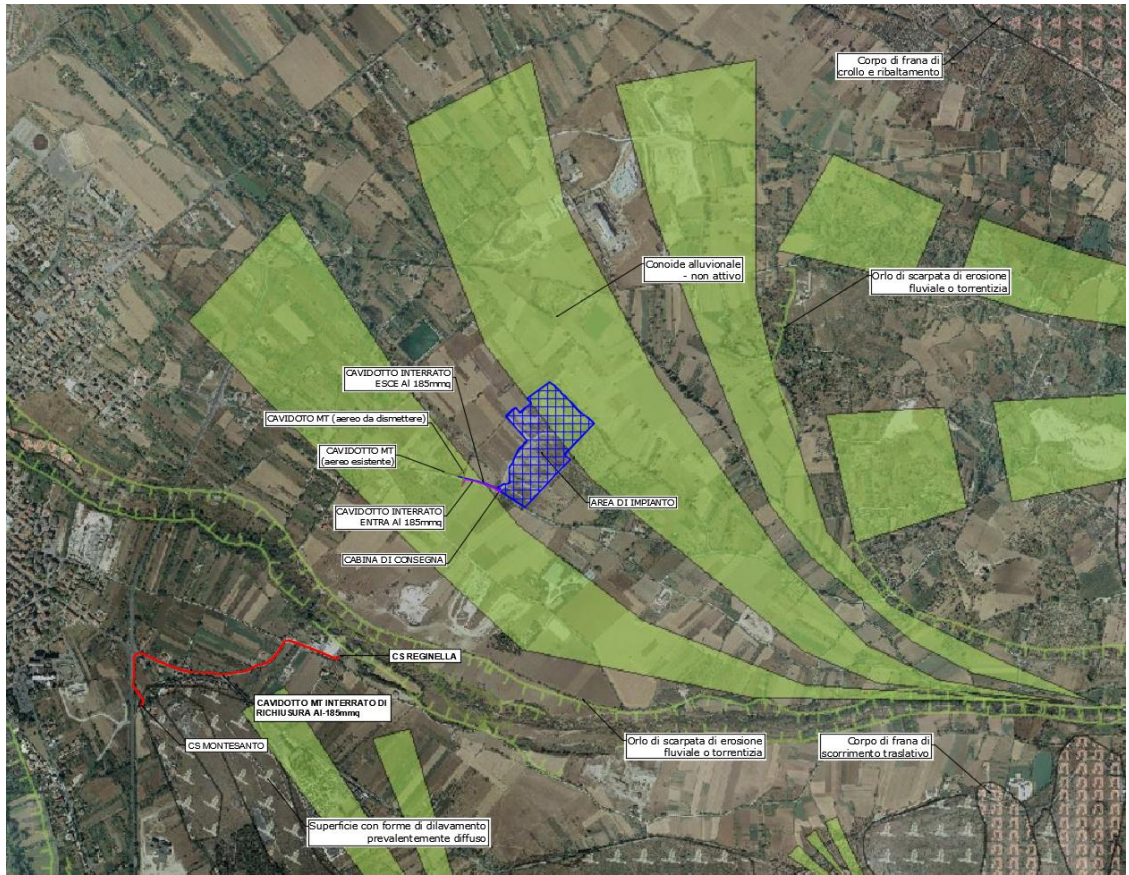 Corpo di frana di
crollo e ribaltamento
Conoide alluvionale
- non attivo
Orlo di scarpata di erosione
fluviale o torrentizia
CAVIDOTTO INTERRATO
ESCE Al 185mmq
CAVIDOTO MT (aereo da dismettere)
CAVIDOTTO MT
(aereo esistente)
AREA DI IMPIANTO
CAVIDOTTO INTERRATO
ENTRA Al 185mmq
CABINA DI CONSEGNA
CS REGINELLA
CAVIDOTTO MT INTERRATO DI
RICHIUSURA Al-185mmq
CS MONTESANTO
Orlo di scarpata di erosione
fluviale o torrentizia
Corpo di frana di
scorrimento traslativo
Superficie con forme di dilavamento
prevalentemente diffuso